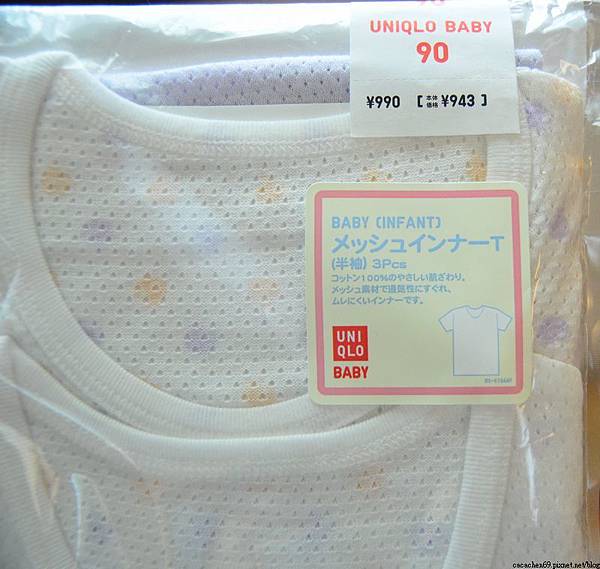 UNIQLO BABY
90
¥990 [本体価格 ¥943]
BABY (INFANT)
メッシュインナーT
(半袖) 3Pcs
コットン100%のやさしい肌ざわり。
メッシュ素材で通気性にすぐれ、
ムレにくいインナーです。
UNI
QLO
BABY
cacachen69.pixnet.net/blog